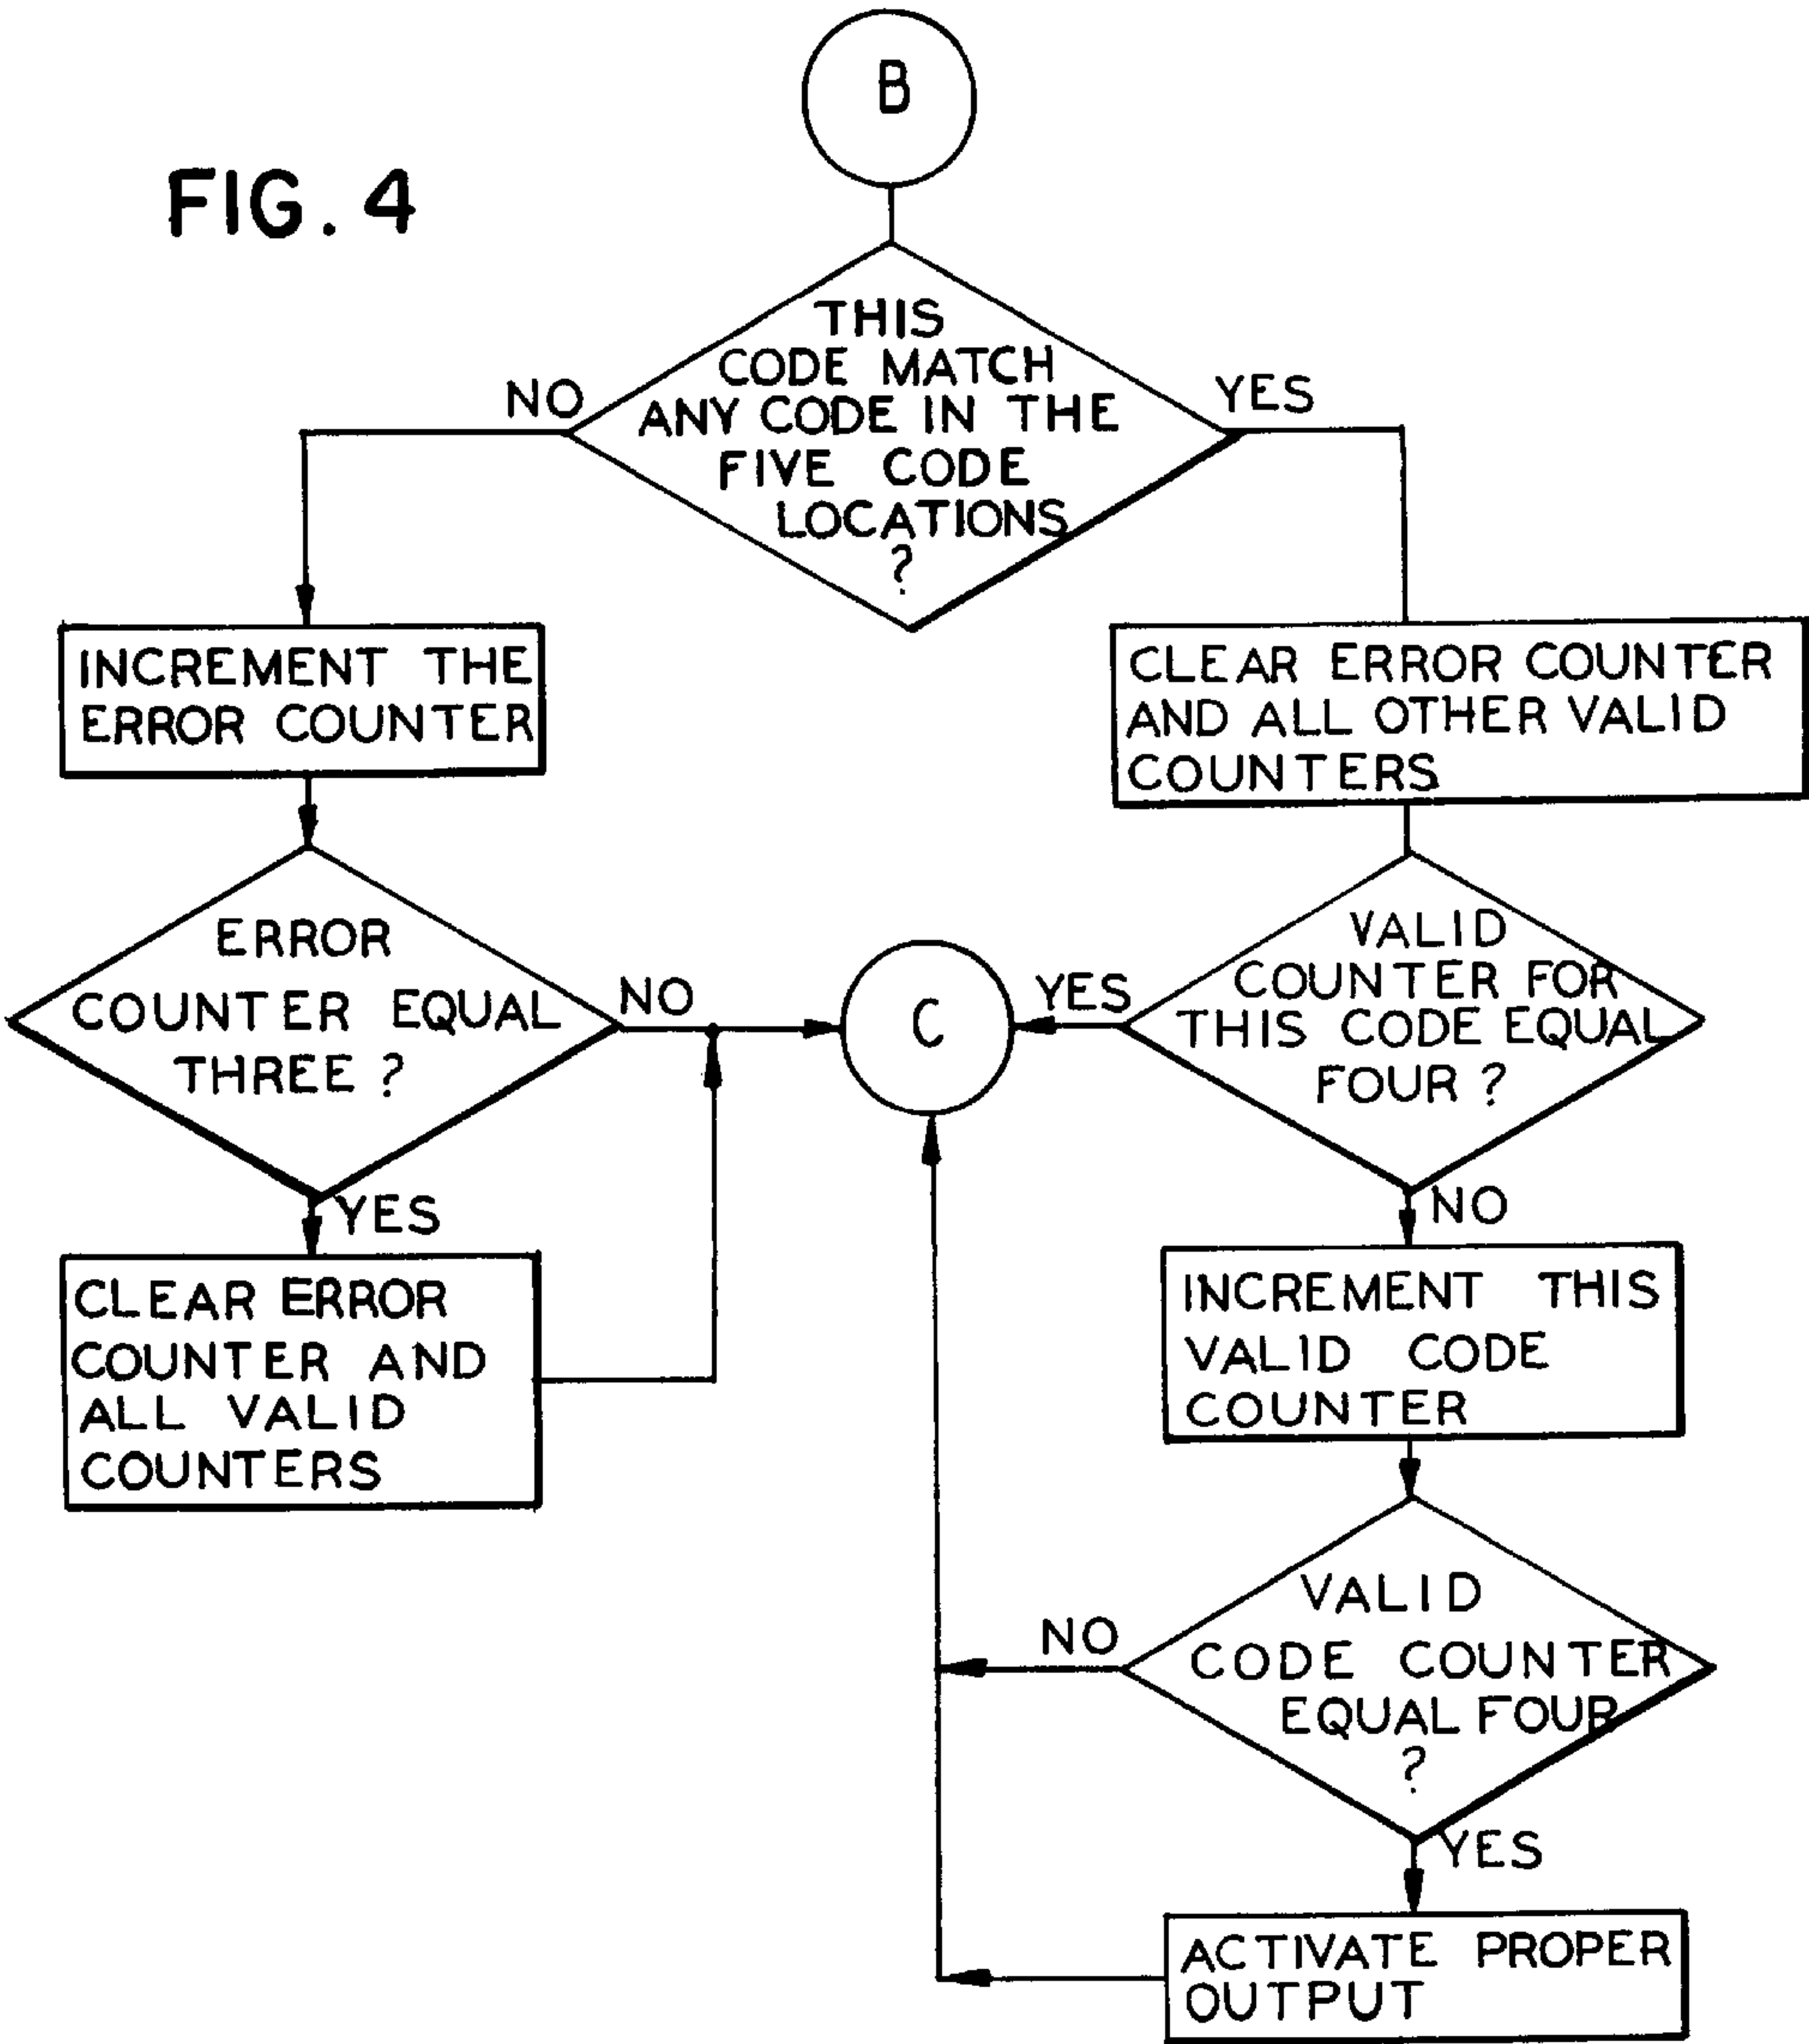 B
FIG. 4
THIS
CODE MATCH
ANY CODE IN THE
FIVE CODE
LOCATIONS
?
NO
YES
INCREMENT THE
ERROR COUNTER
CLEAR ERROR COUNTER
AND ALL OTHER VALID
COUNTERS
ERROR
COUNTER EQUAL
THREE ?
NO
YES
C
YES
VALID
COUNTER FOR
THIS CODE EQUAL
FOUR ?
NO
CLEAR ERROR
COUNTER AND
ALL VALID
COUNTERS
INCREMENT THIS
VALID CODE
COUNTER
VALID
CODE COUNTER
EQUAL FOUR
?
NO
YES
ACTIVATE PROPER
OUTPUT